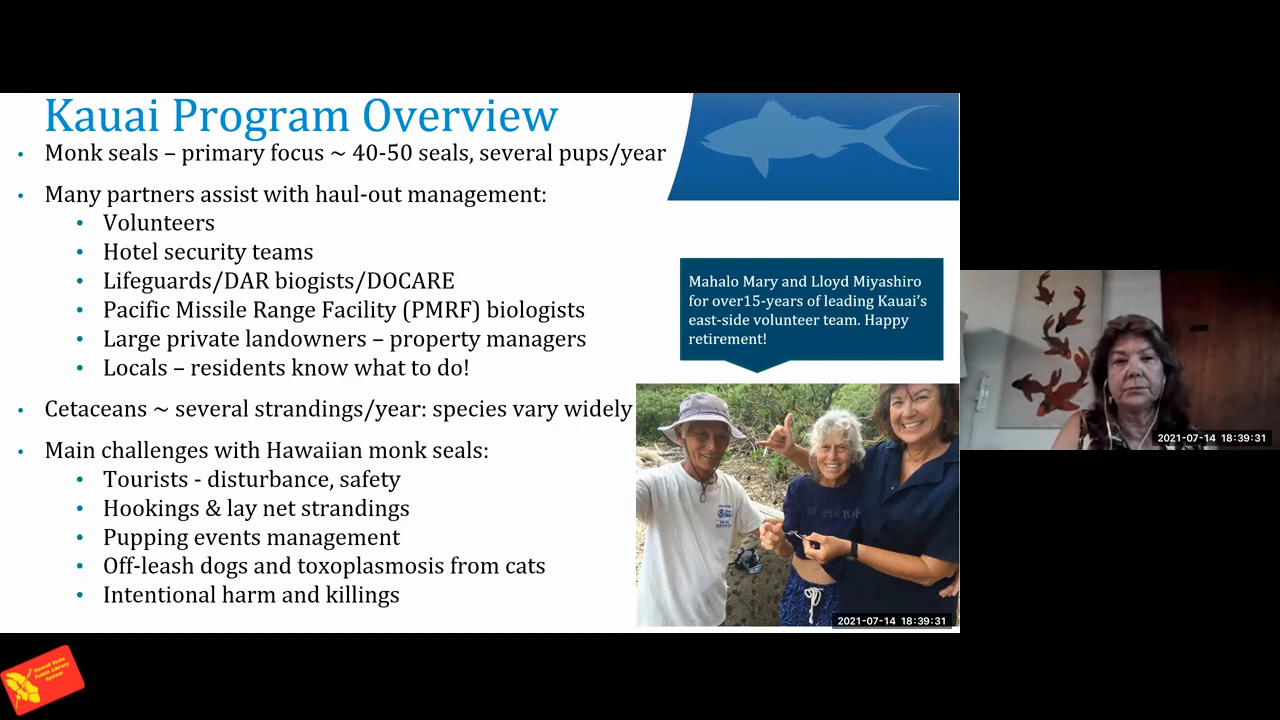 Kauai Program Overview
• Monk seals – primary focus ~ 40-50 seals, several pups/year
• Many partners assist with haul-out management:
• Volunteers
• Hotel security teams
• Lifeguards/DAR biogists/DOCARE
• Pacific Missile Range Facility (PMRF) biologists
• Large private landowners – property managers
• Locals – residents know what to do!
• Cetaceans ~ several strandings/year: species vary widely
• Main challenges with Hawaiian monk seals:
• Tourists - disturbance, safety
• Hookings & lay net strandings
• Pupping events management
• Off-leash dogs and toxoplasmosis from cats
• Intentional harm and killings
Mahalo Mary and Lloyd Miyashiro
for over15-years of leading Kauai’s
east-side volunteer team. Happy
retirement!
2021-07-14 18:39:31
2021-07-14 18:39:31
Hawaii State
Public Library
System